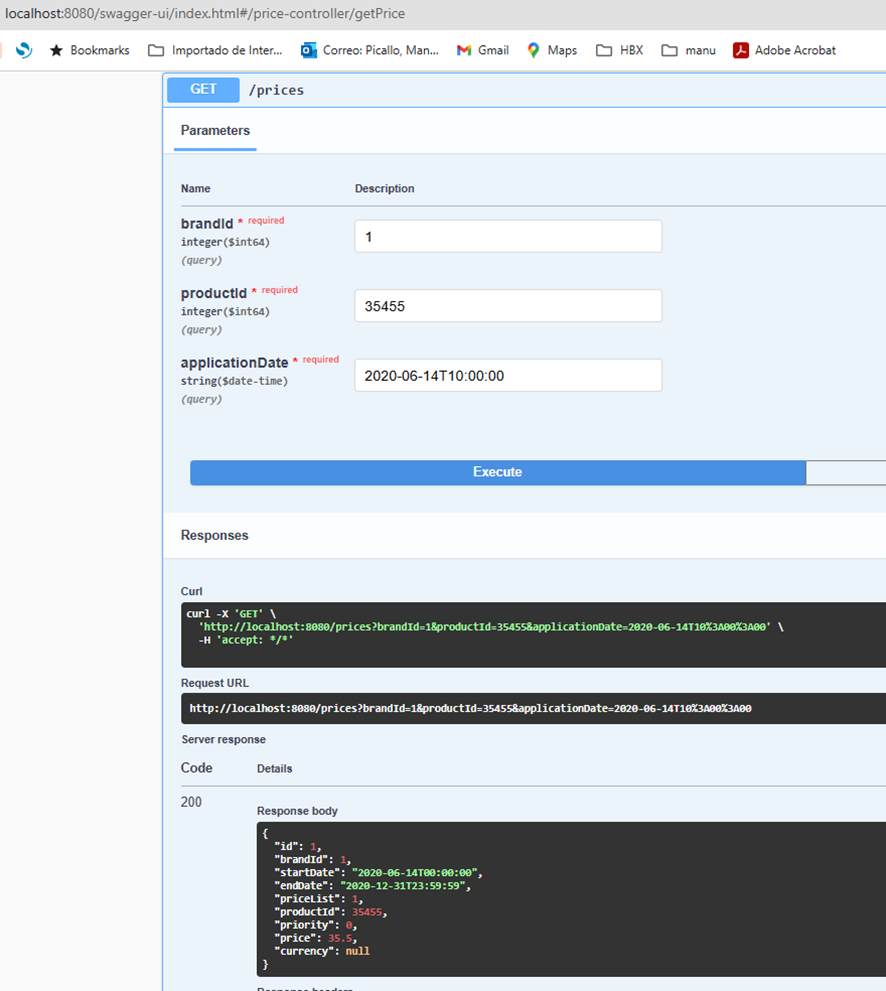 localhost:8080/swagger-ui/index.html#/price-controller/getPrice
Bookmarks Importado de Inter... Correo: Picallo, Man... Gmail Maps HBX manu Adobe Acrobat
GET /prices
Parameters
Name Description
brandId * required
integer($int64)
(query)
1
productId * required
integer($int64)
(query)
35455
applicationDate * required
string($date-time)
(query)
2020-06-14T10:00:00
Execute
Responses
Curl
curl -X 'GET' \
'http://localhost:8080/prices?brandId=1&productId=35455&applicationDate=2020-06-14T10%3A00%3A00' \
-H 'accept: */*'
Request URL
http://localhost:8080/prices?brandId=1&productId=35455&applicationDate=2020-06-14T10%3A00%3A00
Server response
Code Details
200
Response body
{
"id": 1,
"brandId": 1,
"startDate": "2020-06-14T00:00:00",
"endDate": "2020-12-31T23:59:59",
"priceList": 1,
"productId": 35455,
"priority": 0,
"price": 35.5,
"currency": null
}
Response headers